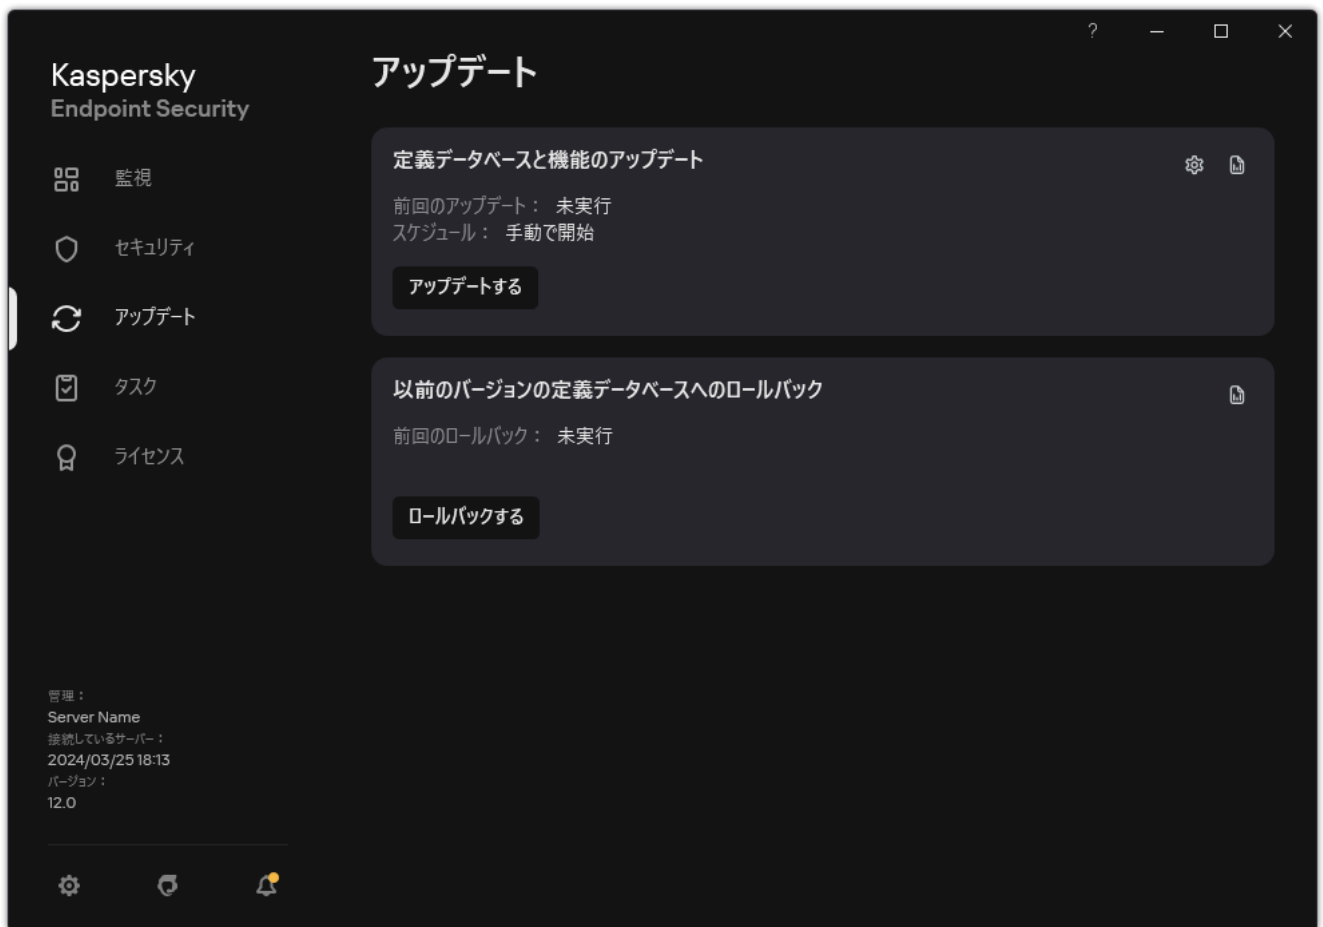 ?
Kaspersky
Endpoint Security
監視
セキュリティ
アップデート
タスク
ライセンス
管理：
Server Name
接続しているサーバー：
2024/03/25 18:13
バージョン：
12.0
アップデート
定義データベースと機能のアップデート
前回のアップデート： 未実行
スケジュール： 手動で開始
アップデートする
以前のバージョンの定義データベースへのロールバック
前回のロールバック： 未実行
ロールバックする